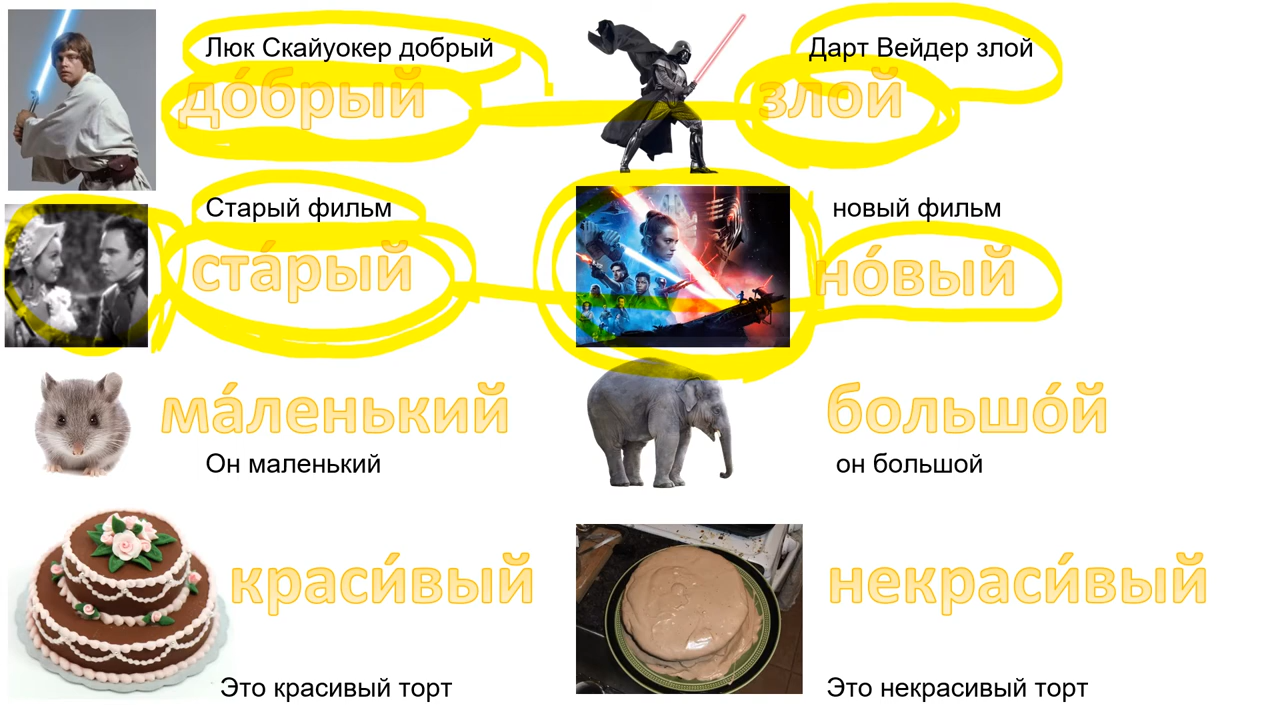 Люк Скайуокер добрый
до́брый
Дарт Вейдер злой
злой
Старый фильм
ста́рый
новый фильм
но́вый
ма́ленький
Он маленький
большо́й
он большой
краси́вый
Это красивый торт
некраси́вый
Это некрасивый торт